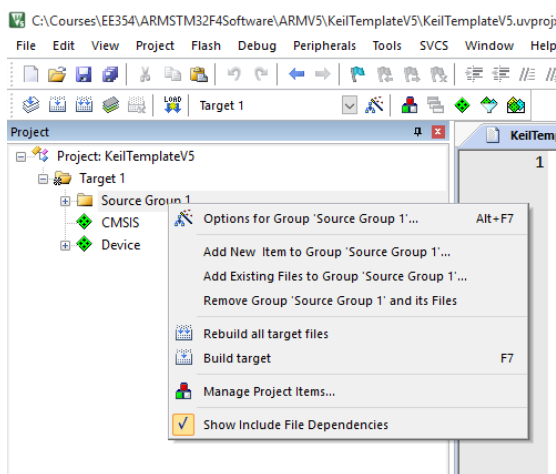 C:\Courses\EE354\ARMSTM32F4Software\ARMV5\KeilTemplateV5\KeilTemplateV5.uvproj
File Edit View Project Flash Debug Peripherals Tools SVCS Window Help
LOAD Target 1
Project
KeilTem
Project: KeilTemplateV5
1
Target 1
Source Group 1
CMSIS
Device
Options for Group 'Source Group 1'... Alt+F7
Add New Item to Group 'Source Group 1'...
Add Existing Files to Group 'Source Group 1'...
Remove Group 'Source Group 1' and its Files
Rebuild all target files
Build target F7
Manage Project Items...
Show Include File Dependencies